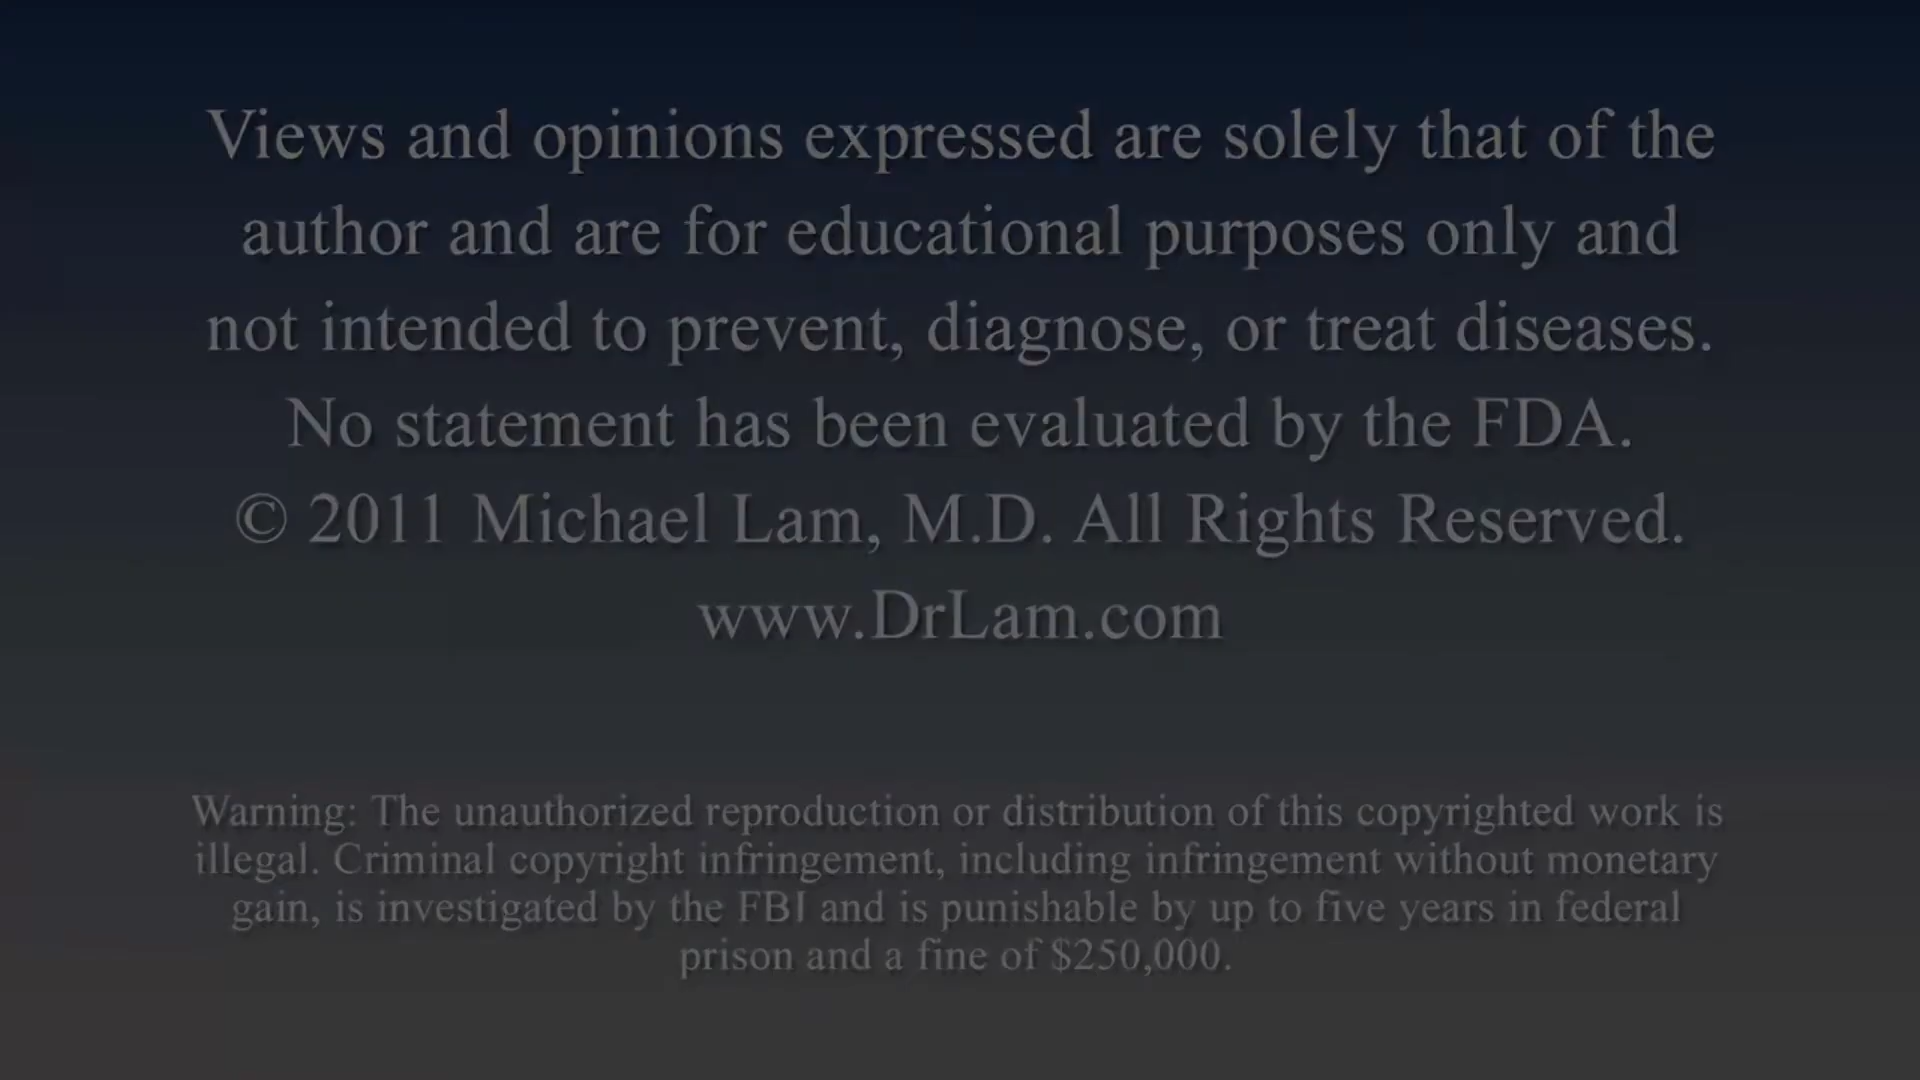 Views and opinions expressed are solely that of the
author and are for educational purposes only and
not intended to prevent, diagnose, or treat diseases.
No statement has been evaluated by the FDA.
© 2011 Michael Lam, M.D. All Rights Reserved.
www.DrLam.com
Warning: The unauthorized reproduction or distribution of this copyrighted work is
illegal. Criminal copyright infringement, including infringement without monetary
gain, is investigated by the FBI and is punishable by up to five years in federal
prison and a fine of $250,000.